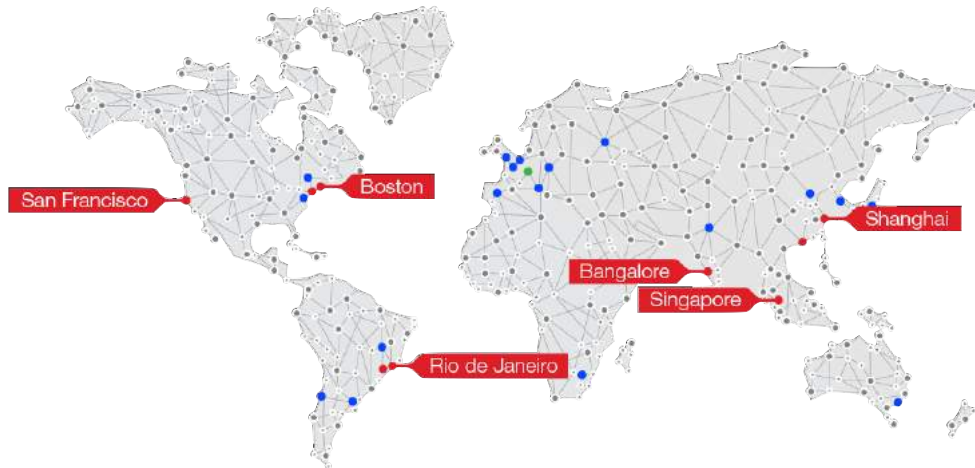 San Francisco
Boston
Shanghai
Bangalore
Singapore
Rio de Janeiro